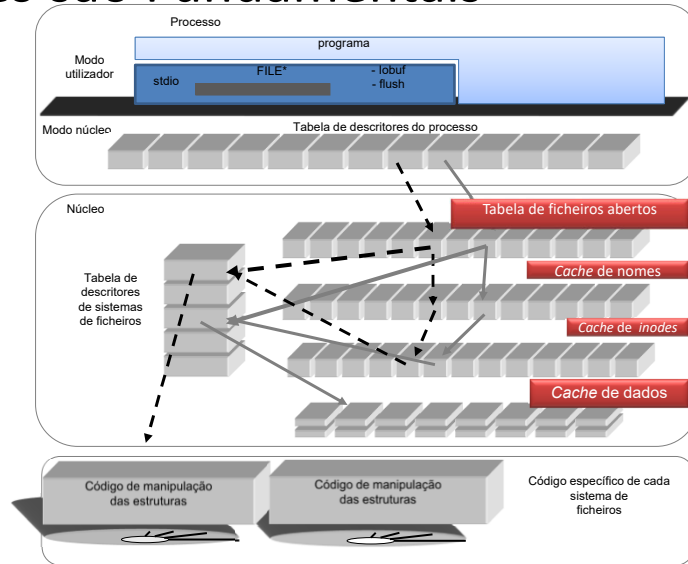 Processo
programa
Modo
utilizador
stdio
FILE*
- Iobuf
- flush
Modo núcleo
Tabela de descritores do processo
Núcleo
Tabela de ficheiros abertos
Cache de nomes
Tabela de
descritores
de sistemas
de ficheiros
Cache de inodes
Cache de dados
Código de manipulação
das estruturas
Código de manipulação
das estruturas
Código específico de cada
sistema de
ficheiros